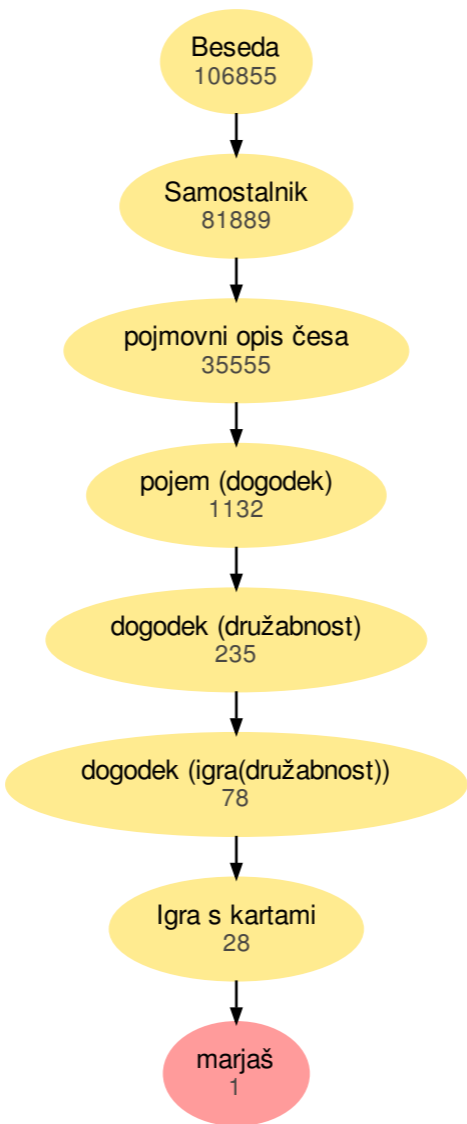 Beseda
106855
Samostalnik
81889
pojmovni opis česa
35555
pojem (dogodek)
1132
dogodek (družabnost)
235
dogodek (igra(družabnost))
78
Igra s kartami
28
marjaš
1